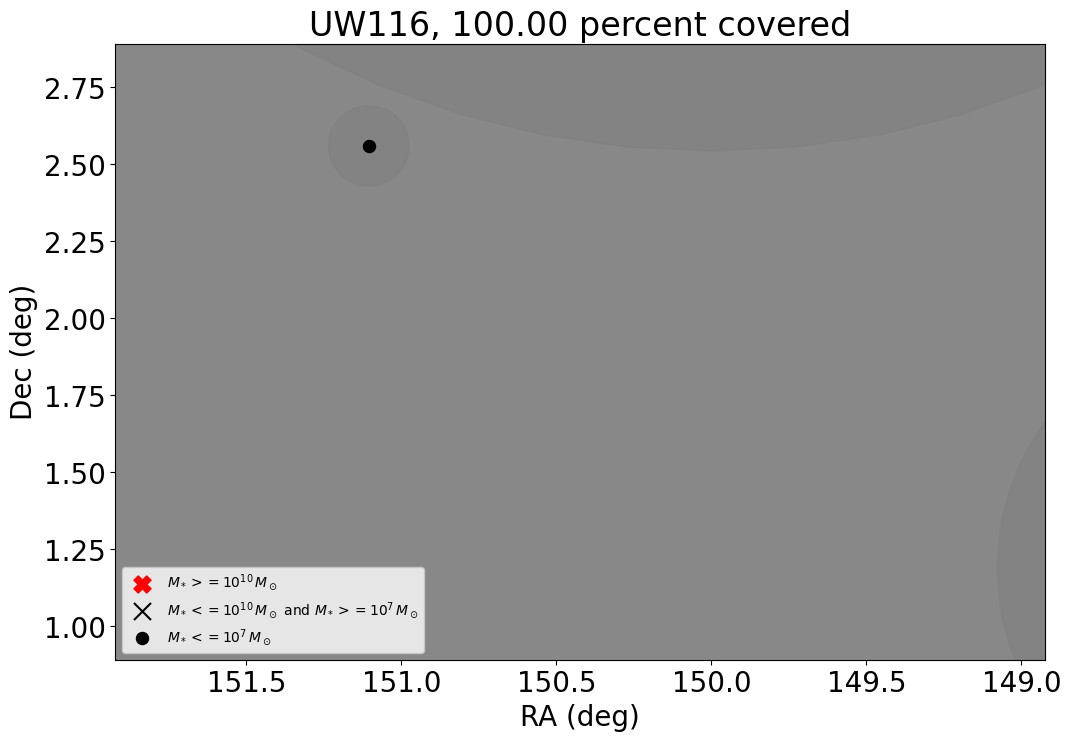 UW116, 100.00 percent covered
Dec (deg)
2.75
2.50
2.25
2.00
1.75
1.50
1.25
1.00
M* >= 10^10 M⊙
M* <= 10^10 M⊙ and M* >= 10^7 M⊙
M* <= 10^7 M⊙
151.5 151.0 150.5 150.0 149.5 149.0
RA (deg)